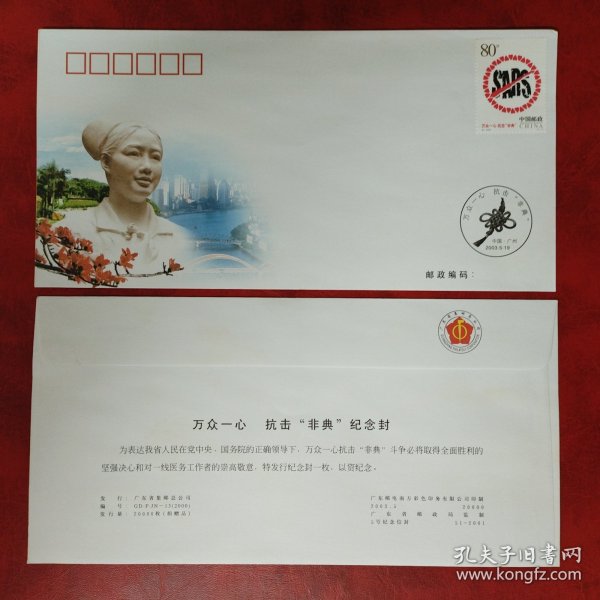 80分
SARS
万众一心 抗击“非典”
中国邮政
CHINA
万众一心 抗击“非典”
中国·广州
2003.5.19
邮政编码:
万众一心 抗击“非典”纪念封
为表达我省人民在党中央、国务院的正确领导下,万众一心抗击“非典”斗争必将取得全面胜利的
坚强决心和对一线医务工作者的崇高敬意,特发行纪念封一枚,以资纪念。
发 行:广东省集邮总公司
编 号:GD·FJN-13(2000)
发行量:20000枚(捐赠品)
广东邮电南方彩色印务有限公司印制
2003.5 20000
广东省邮政局监制
5号纪念信封 51-2001
孔夫子旧书网
www.kongfz.com